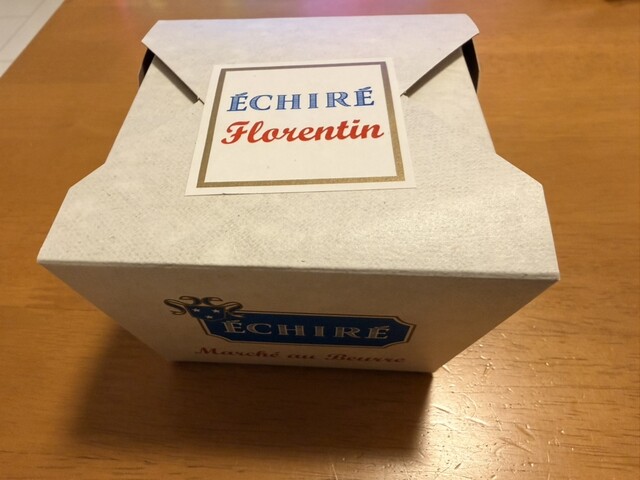 ÉCHIRÉ
Florentin
ÉCHIRÉ
Marché au Beurre